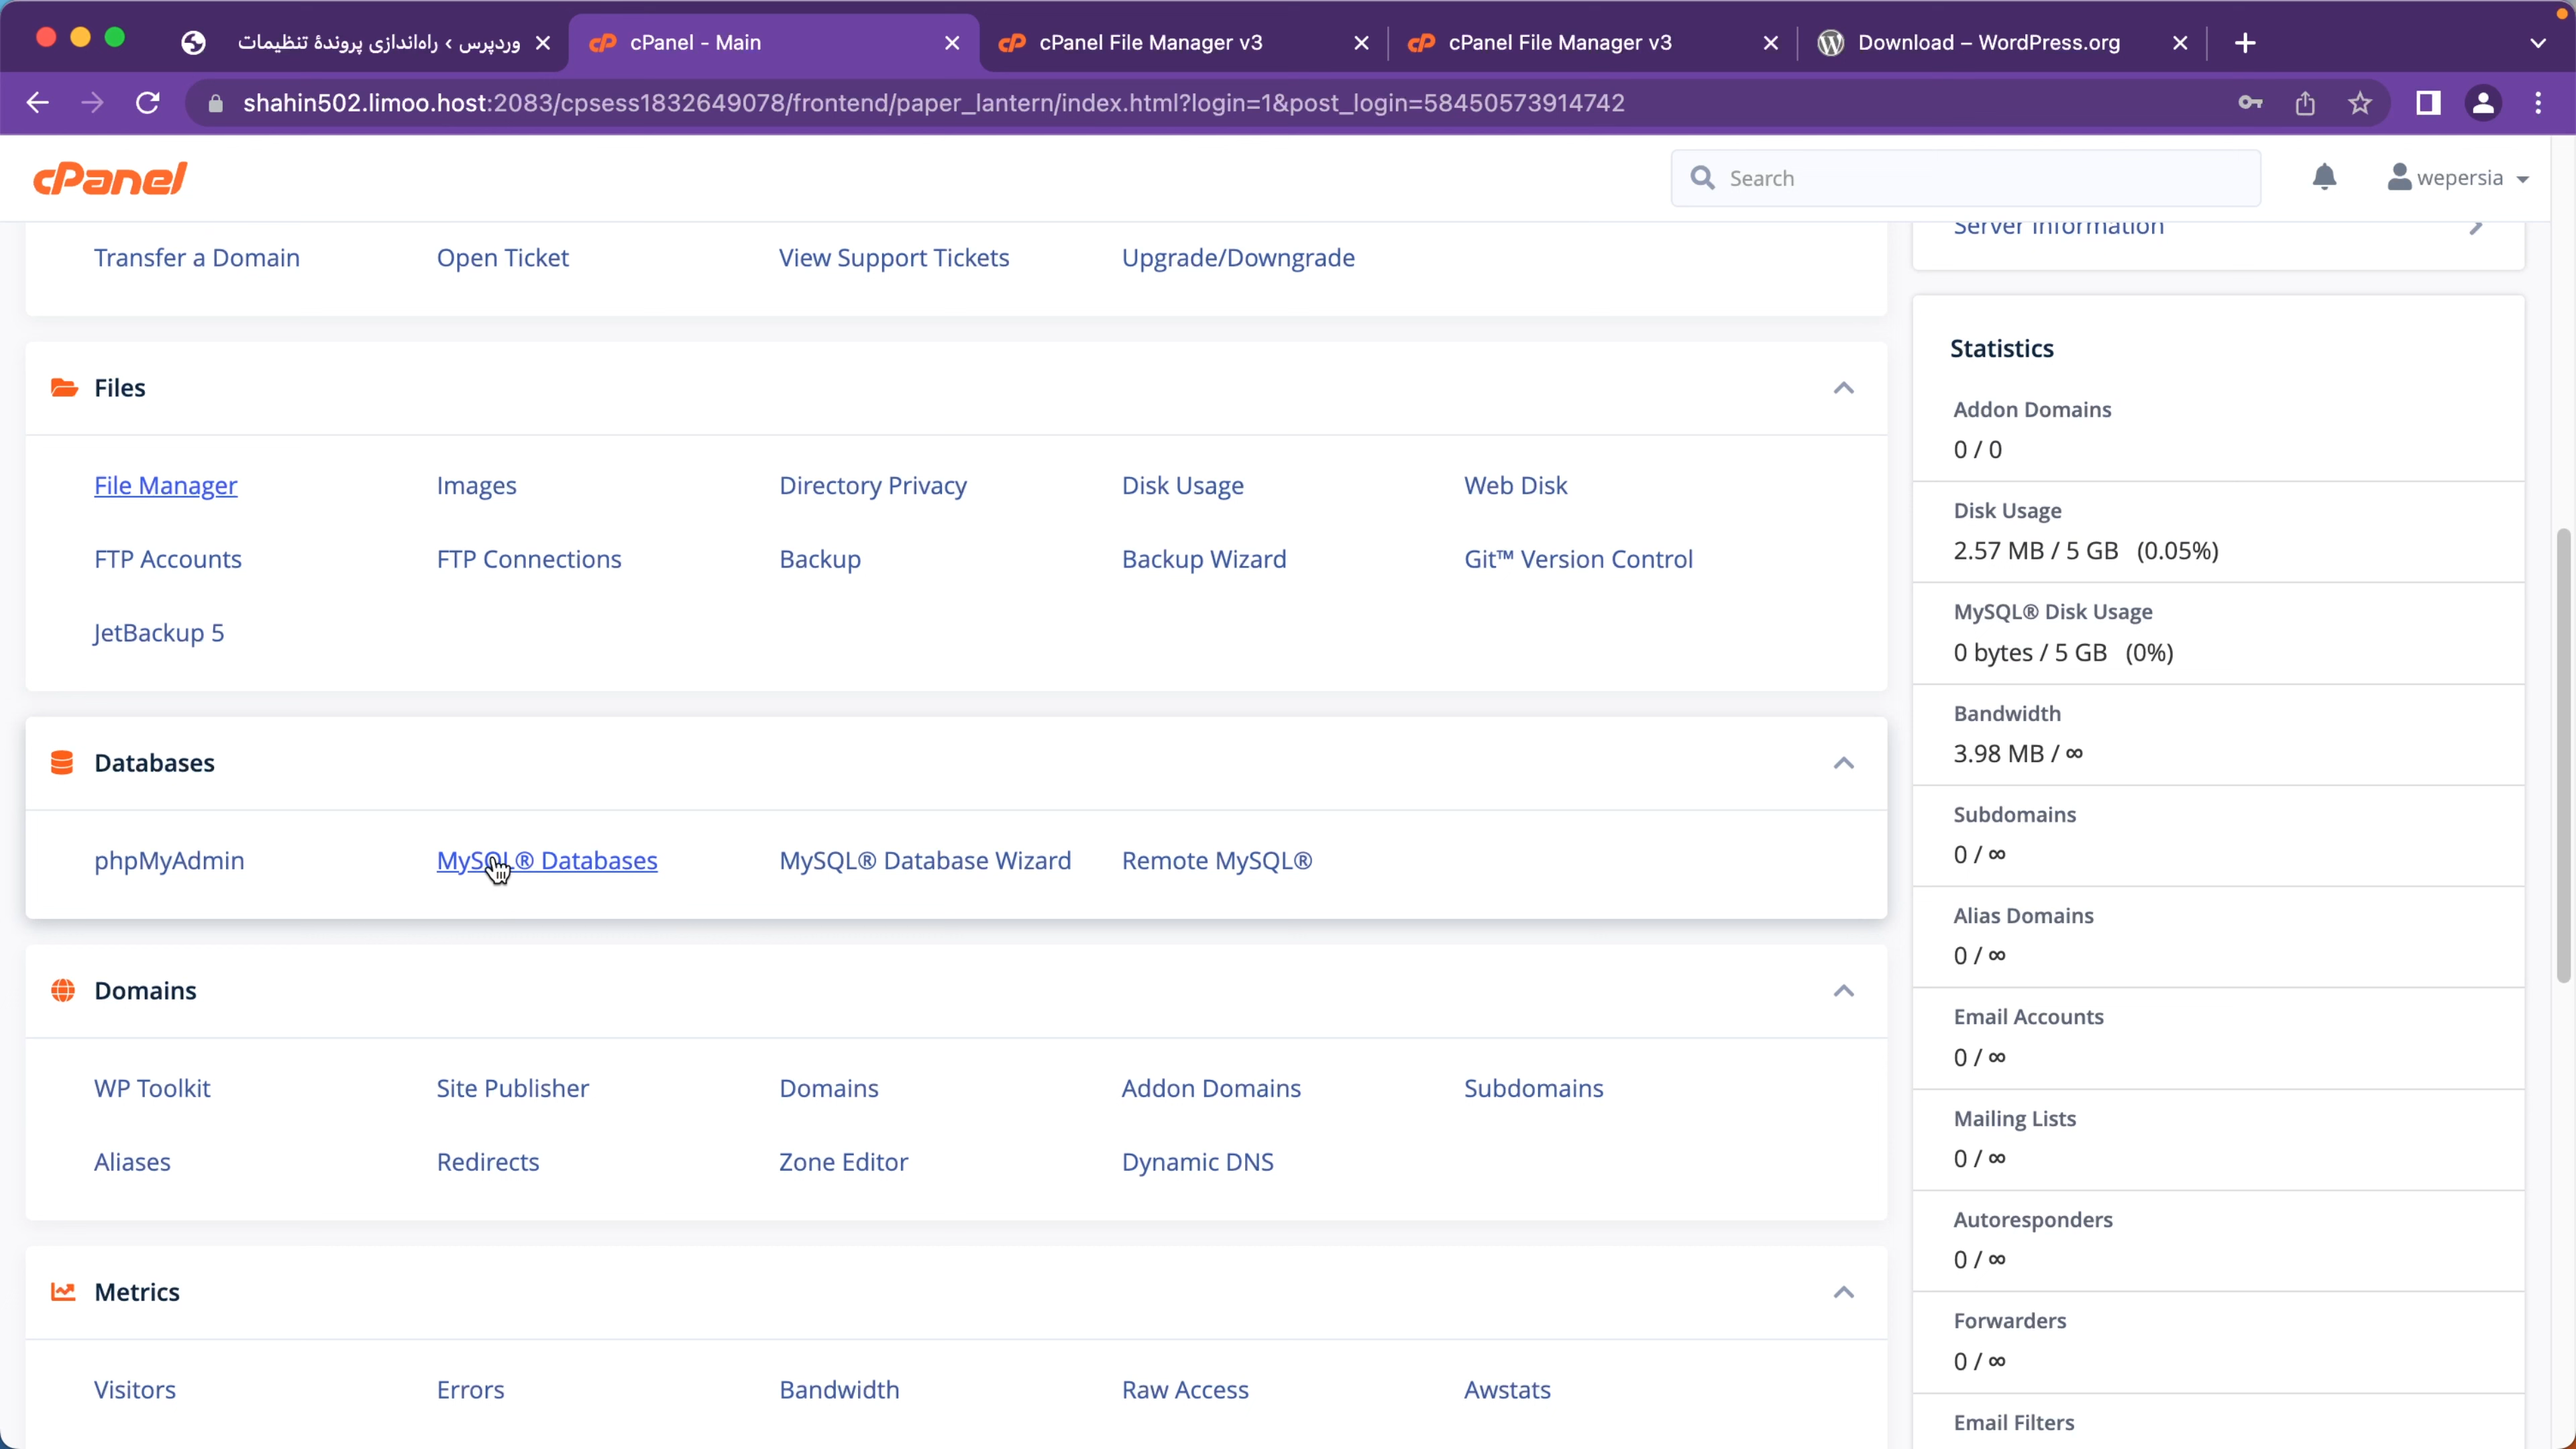 وردپرس › راه‌اندازی پروندهٔ تنظیمات
cPanel - Main
cPanel File Manager v3
cPanel File Manager v3
Download – WordPress.org
shahin502.limoo.host:2083/cpsess1832649078/frontend/paper_lantern/index.html?login=1&post_login=58450573914742
cPanel
Search
wepersia
Transfer a Domain
Open Ticket
View Support Tickets
Upgrade/Downgrade
Files
File Manager
Images
Directory Privacy
Disk Usage
Web Disk
FTP Accounts
FTP Connections
Backup
Backup Wizard
Git™ Version Control
JetBackup 5
Databases
phpMyAdmin
MySQL® Databases
MySQL® Database Wizard
Remote MySQL®
Domains
WP Toolkit
Site Publisher
Domains
Addon Domains
Subdomains
Aliases
Redirects
Zone Editor
Dynamic DNS
Metrics
Visitors
Errors
Bandwidth
Raw Access
Awstats
Server Information
Statistics
Addon Domains
0 / 0
Disk Usage
2.57 MB / 5 GB (0.05%)
MySQL® Disk Usage
0 bytes / 5 GB (0%)
Bandwidth
3.98 MB / ∞
Subdomains
0 / ∞
Alias Domains
0 / ∞
Email Accounts
0 / ∞
Mailing Lists
0 / ∞
Autoresponders
0 / ∞
Forwarders
0 / ∞
Email Filters